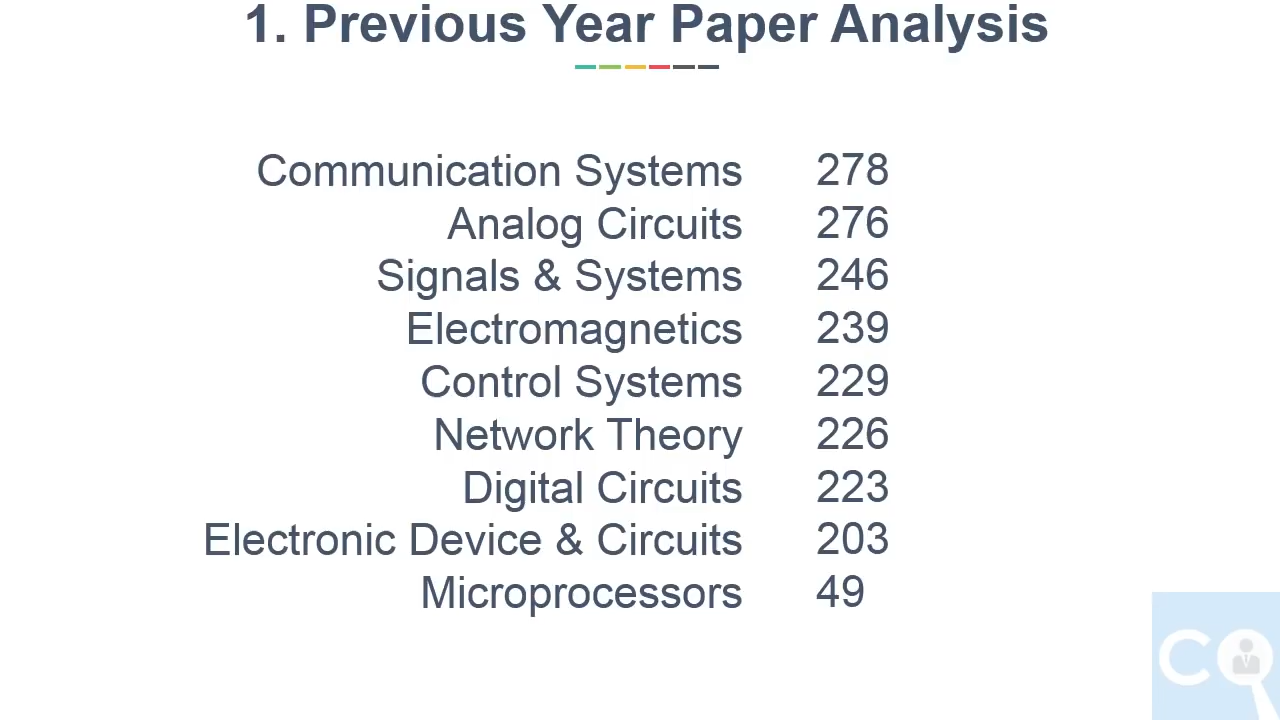 1. Previous Year Paper Analysis
Communication Systems 278
Analog Circuits 276
Signals & Systems 246
Electromagnetics 239
Control Systems 229
Network Theory 226
Digital Circuits 223
Electronic Device & Circuits 203
Microprocessors 49